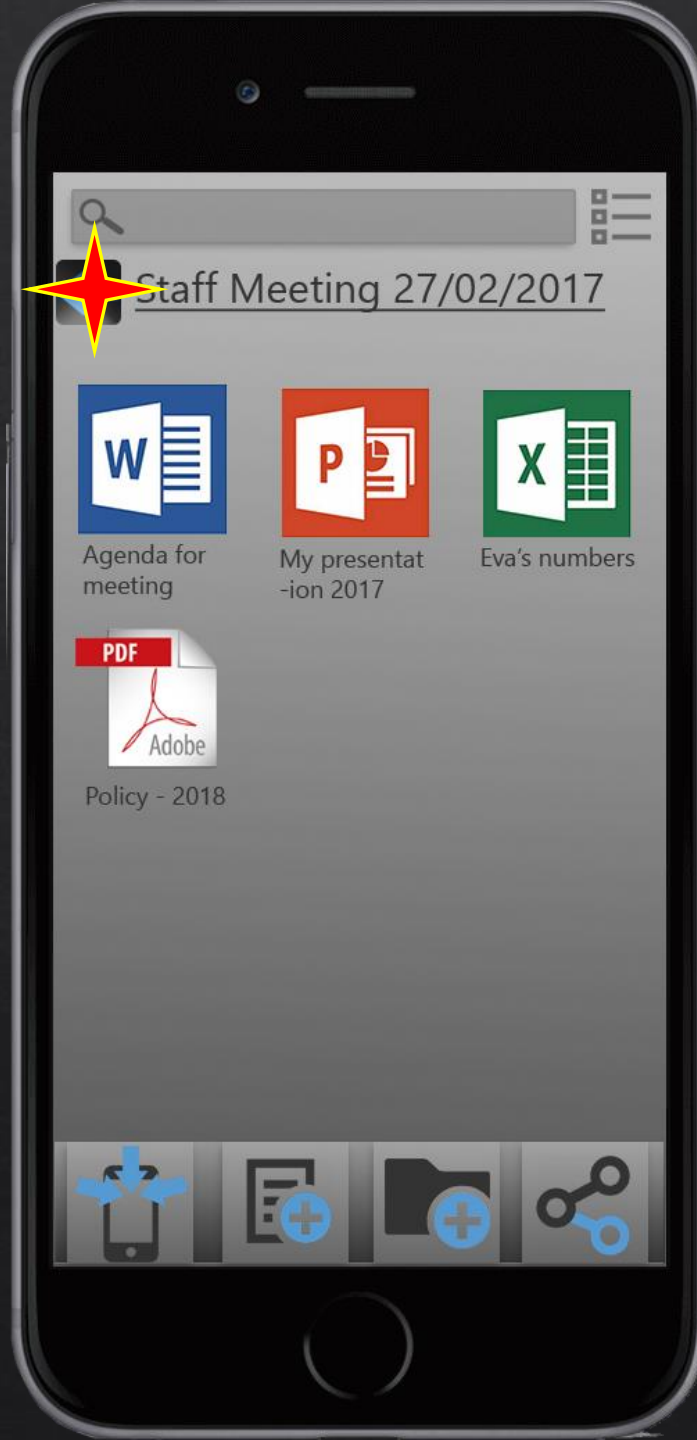 Staff Meeting 27/02/2017
W
P
X
Agenda for
meeting
My presentat
-ion 2017
Eva's numbers
PDF
Adobe
Policy - 2018